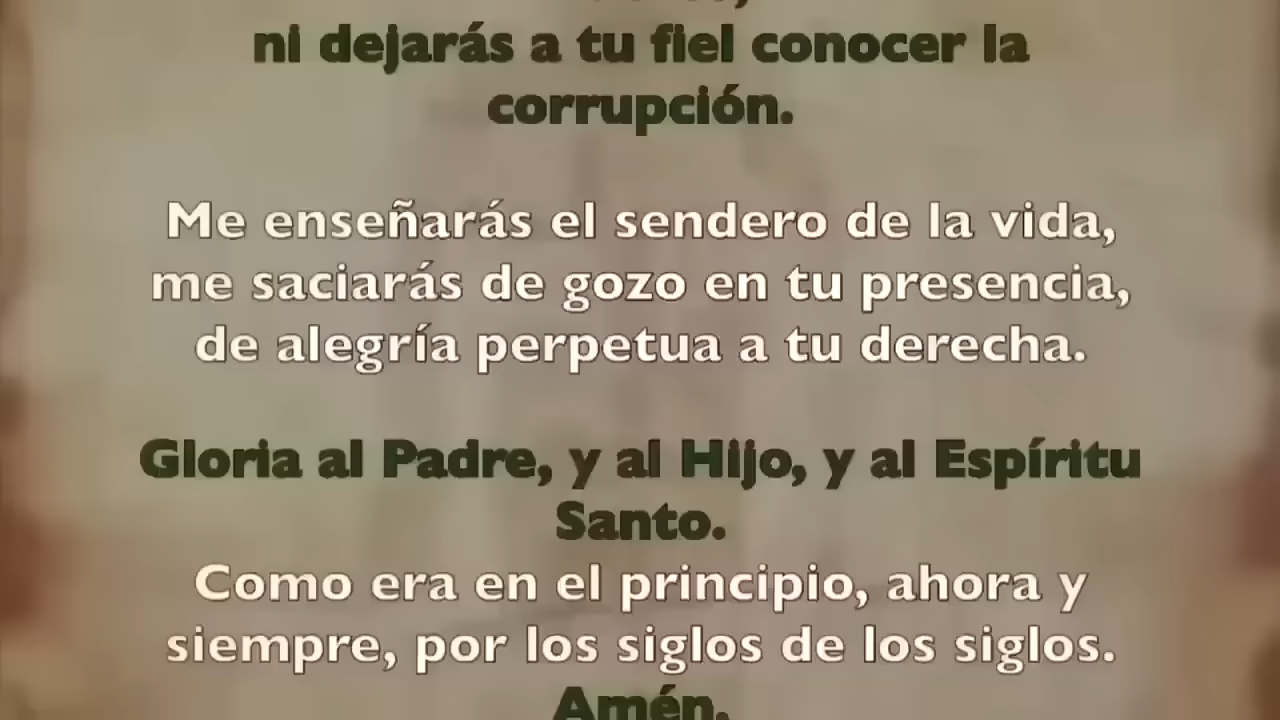 ni dejarás a tu fiel conocer la
corrupción.
Me enseñarás el sendero de la vida,
me saciarás de gozo en tu presencia,
de alegría perpetua a tu derecha.
Gloria al Padre, y al Hijo, y al Espíritu
Santo.
Como era en el principio, ahora y
siempre, por los siglos de los siglos.
Amén.